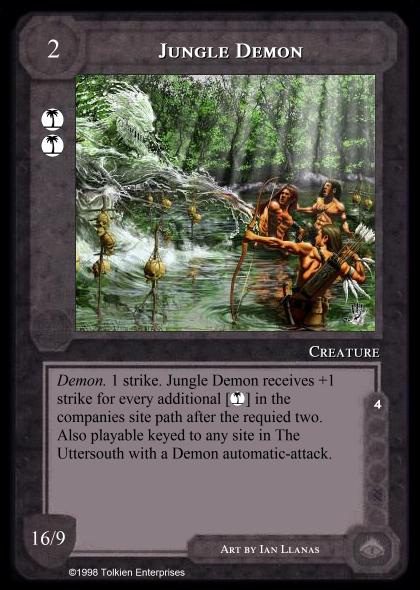 2
JUNGLE DEMON
CREATURE
Demon. 1 strike. Jungle Demon receives +1
strike for every additional [] in the
companies site path after the requied two.
Also playable keyed to any site in The
Uttersouth with a Demon automatic-attack.
4
16/9
ART BY IAN LLANAS
©1998 Tolkien Enterprises